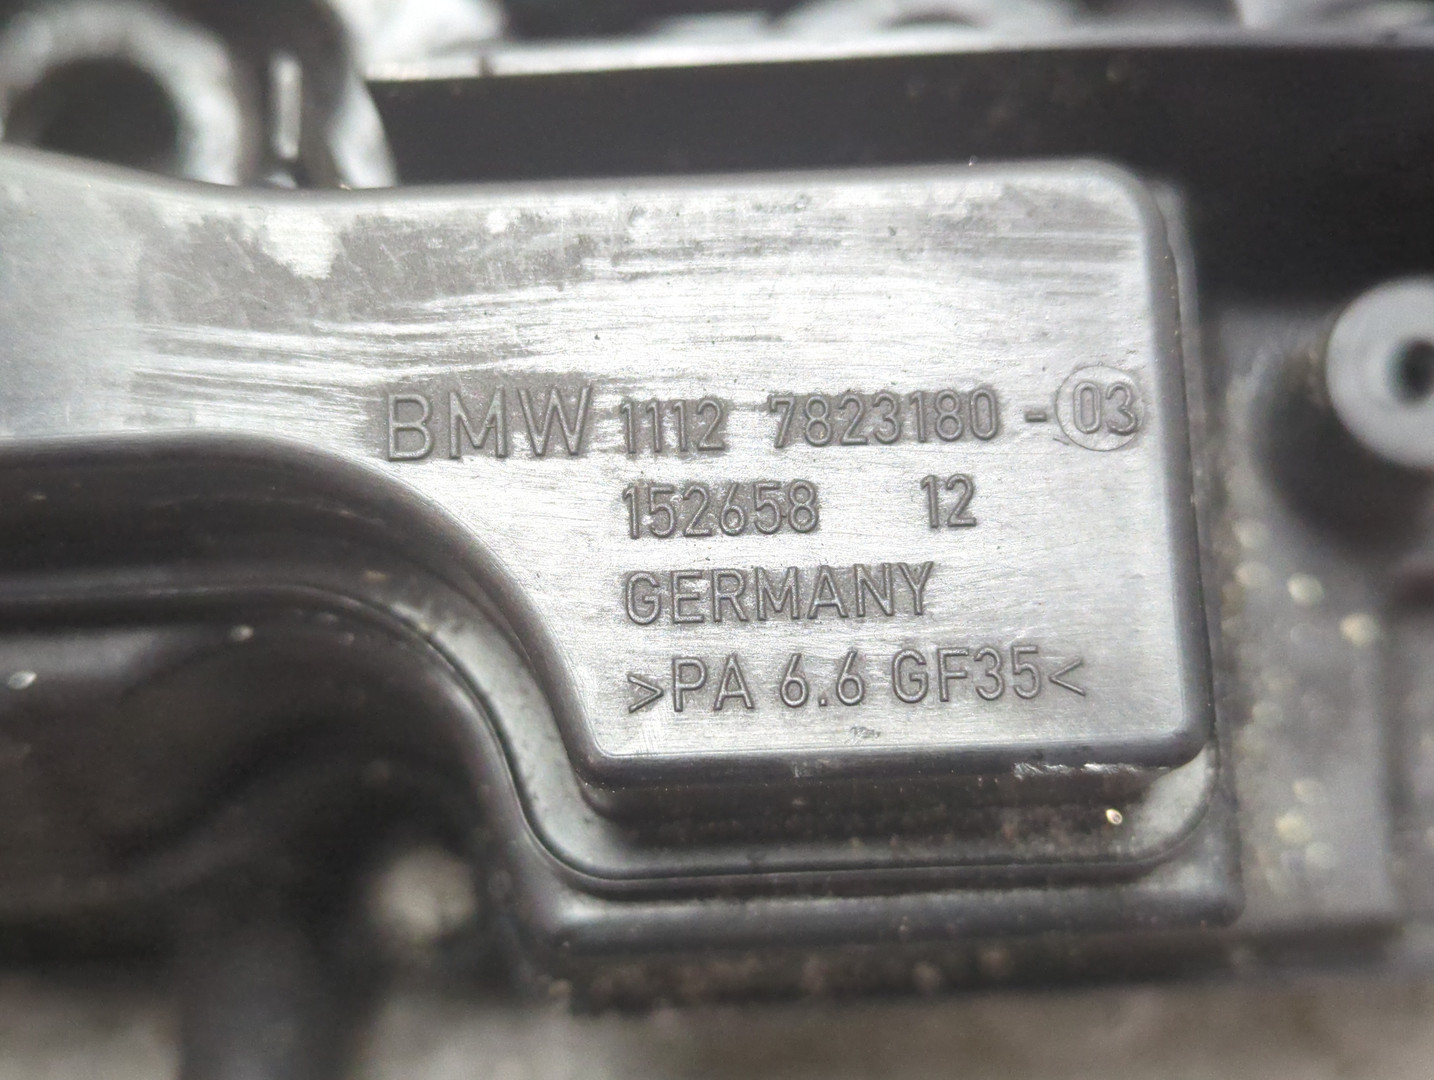 BMW 1112 7823180-03
152658 12
GERMANY
>PA 6.6 GF35<